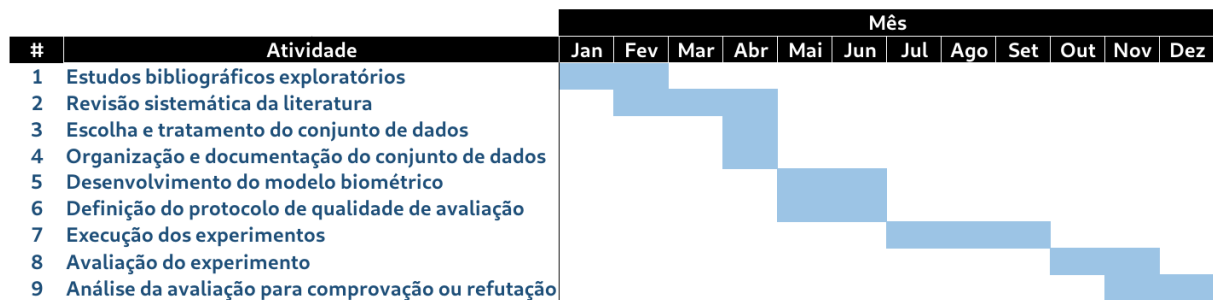 Mês
# Atividade Jan Fev Mar Abr Mai Jun Jul Ago Set Out Nov Dez
1 Estudos bibliográficos exploratórios
2 Revisão sistemática da literatura
3 Escolha e tratamento do conjunto de dados
4 Organização e documentação do conjunto de dados
5 Desenvolvimento do modelo biométrico
6 Definição do protocolo de qualidade de avaliação
7 Execução dos experimentos
8 Avaliação do experimento
9 Análise da avaliação para comprovação ou refutação